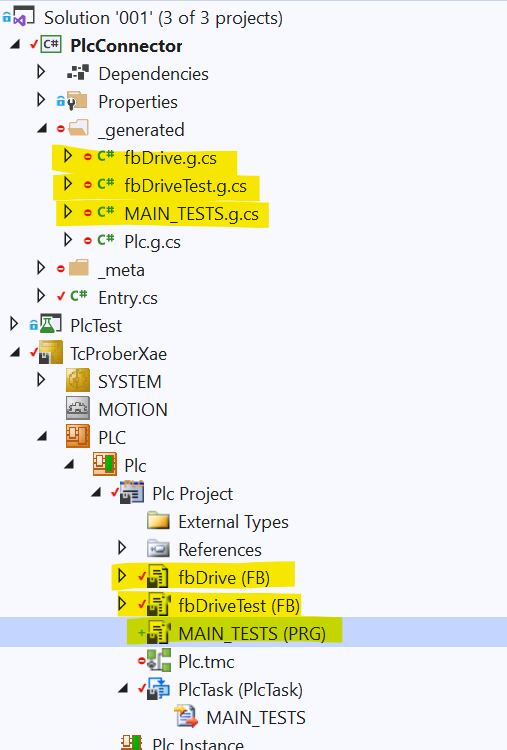 Solution '001' (3 of 3 projects)
C# PlcConnector
Dependencies
Properties
_generated
C# fbDrive.g.cs
C# fbDriveTest.g.cs
C# MAIN_TESTS.g.cs
C# Plc.g.cs
_meta
C# Entry.cs
PlcTest
TcProberXae
SYSTEM
MOTION
PLC
Plc
Plc Project
External Types
References
fbDrive (FB)
fbDriveTest (FB)
MAIN_TESTS (PRG)
Plc.tmc
PlcTask (PlcTask)
MAIN_TESTS
Plc Instance